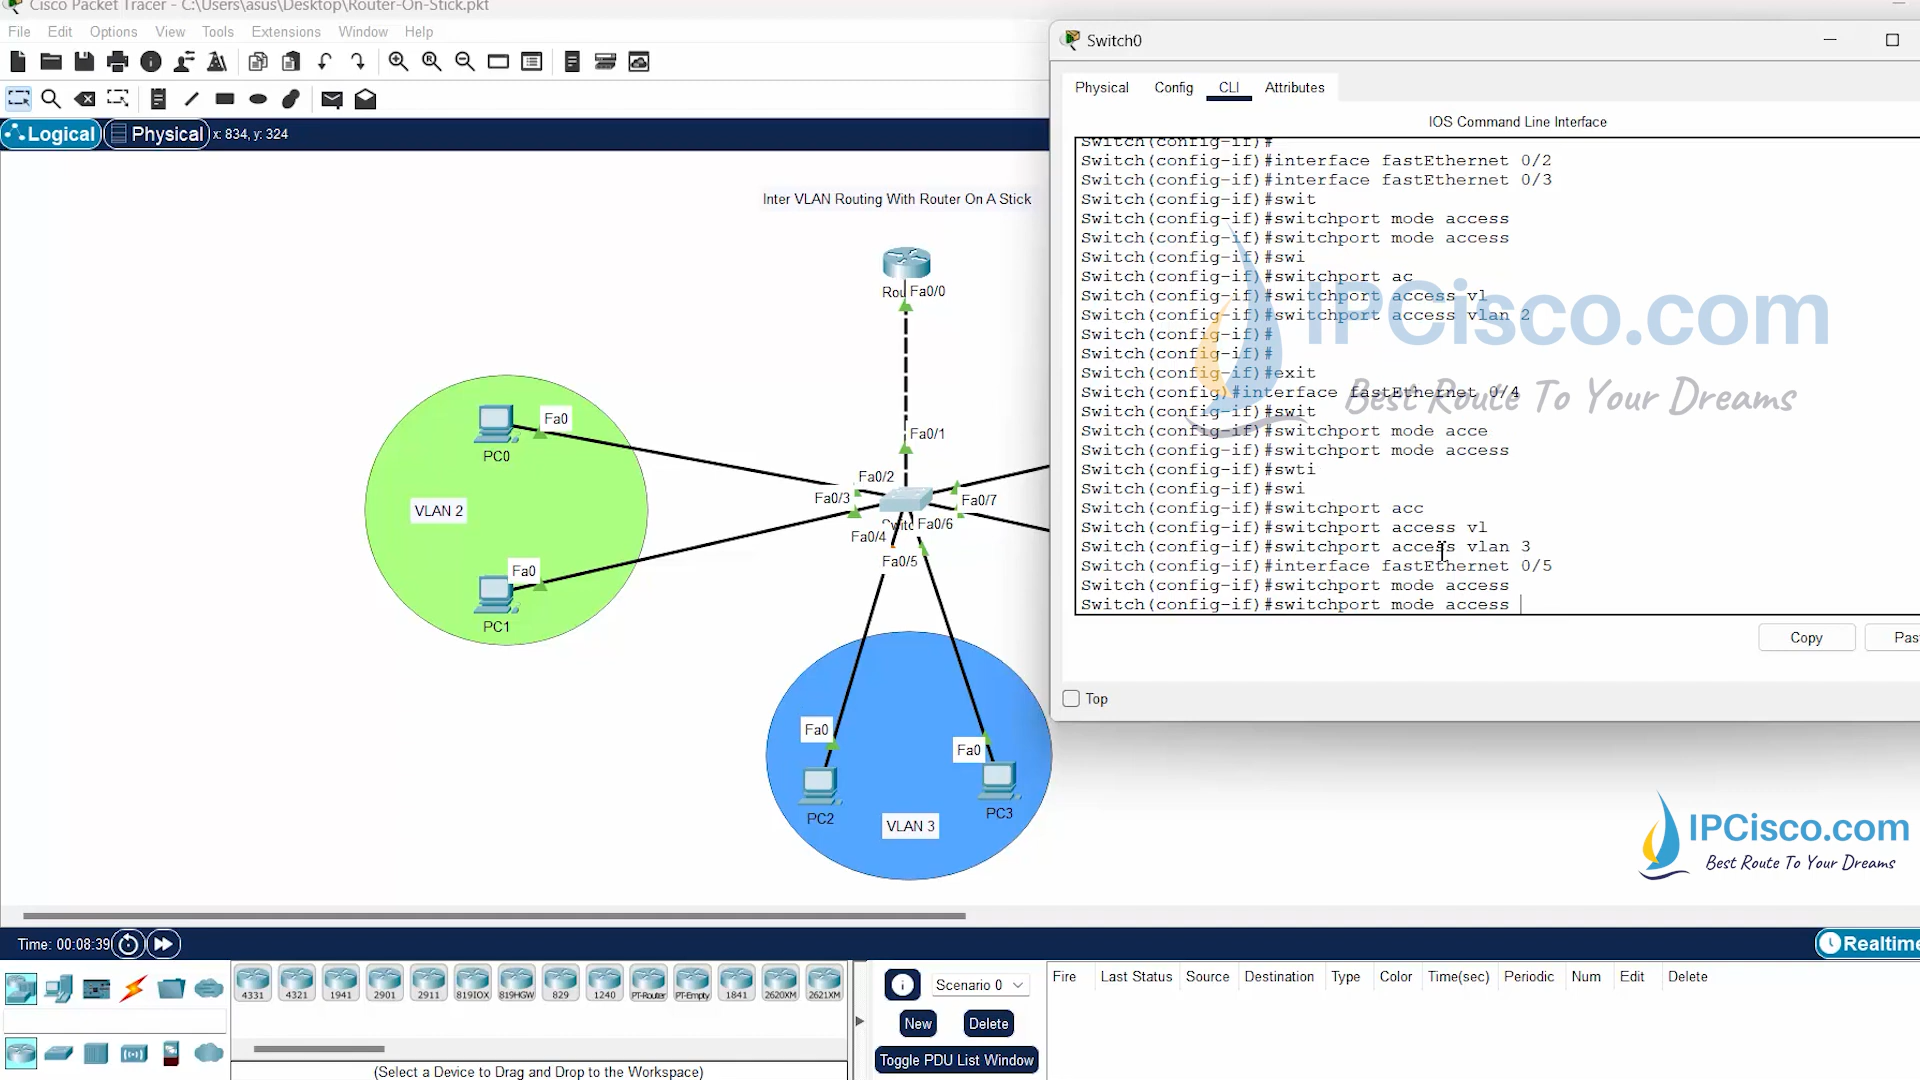 Cisco Packet Tracer - C:\Users\asus\Desktop\Router-On-Stick.pkt
File Edit Options View Tools Extensions Window Help
Logical Physical x: 834, y: 324
Inter VLAN Routing With Router On A Stick
Fa0/0
Fa0/1
Fa0/2
Fa0/3
Fa0/7
Fa0/6
Fa0/4
Fa0/5
Fa0
PC0
VLAN 2
Fa0
PC1
Fa0
Fa0
PC2
PC3
VLAN 3
Switch0
Physical Config CLI Attributes
IOS Command Line Interface
Switch(config-if)#
Switch(config-if)#interface fastEthernet 0/2
Switch(config-if)#interface fastEthernet 0/3
Switch(config-if)#swit
Switch(config-if)#switchport mode access
Switch(config-if)#switchport mode access
Switch(config-if)#swi
Switch(config-if)#switchport ac
Switch(config-if)#switchport access vl
Switch(config-if)#switchport access vlan 2
Switch(config-if)#
Switch(config-if)#
Switch(config-if)#exit
Switch(config)#interface fastEthernet 0/4
Switch(config-if)#swit
Switch(config-if)#switchport mode acce
Switch(config-if)#switchport mode access
Switch(config-if)#swti
Switch(config-if)#swi
Switch(config-if)#switchport acc
Switch(config-if)#switchport access vl
Switch(config-if)#switchport access vlan 3
Switch(config-if)#interface fastEthernet 0/5
Switch(config-if)#switchport mode access
Switch(config-if)#switchport mode access
IPCisco.com
Best Route To Your Dreams
Copy
Top
IPCisco.com
Best Route To Your Dreams
Time: 00:08:39
Realtime
4331 4321 1941 2901 2911 819IOX 819HGW 829 1240 PT-Router PT-Empty 1841 2620XM 2621XM
(Select a Device to Drag and Drop to the Workspace)
Scenario 0
New Delete
Toggle PDU List Window
Fire Last Status Source Destination Type Color Time(sec) Periodic Num Edit Delete